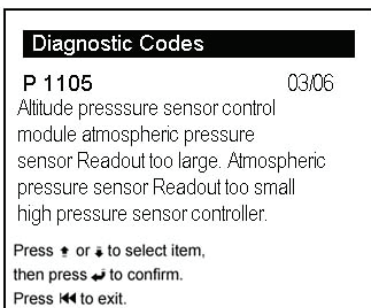 Diagnostic Codes
P 1105 03/06
Altitude presssure sensor control
module atmospheric pressure
sensor Readout too large. Atmospheric
pressure sensor Readout too small
high pressure sensor controller.
Press ⬆ or ⬇ to select item,
then press ↵ to confirm.
Press ⏮ to exit.